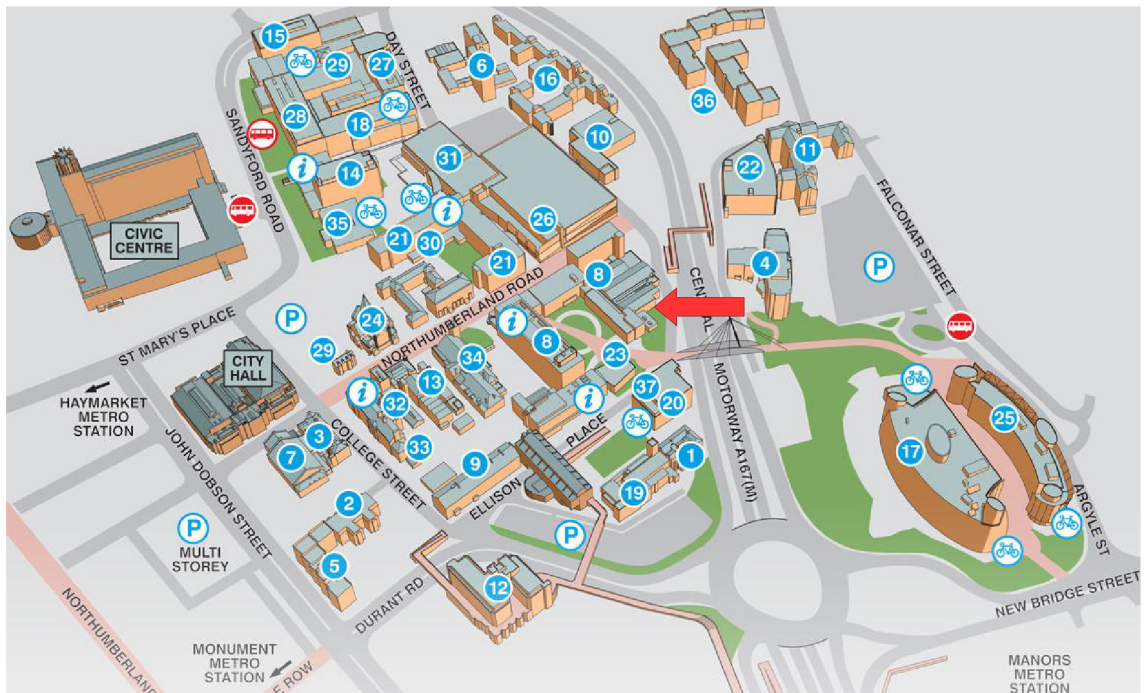 15
29
27
DAY STREET
6
16
36
28
18
SANDYFORD ROAD
10
11
31
22
i
14
26
FALCONAR STREET
CIVIC
CENTRE
35
i
21
30
21
8
4
P
P
NORTHUMBERLAND ROAD
CENTRAL MOTORWAY A167(M)
ST MARY'S PLACE
24
i
8
29
34
23
CITY
HALL
HAYMARKET
METRO
STATION
13
37
20
i
32
i
25
17
3
7
COLLEGE STREET
33
9
ELLISON PLACE
1
19
JOHN DOBSON STREET
2
P
MULTI
STOREY
P
5
ARGYLE ST
12
DURANT RD
NEW BRIDGE STREET
NORTHUMBERLAND
MONUMENT
METRO
STATION
E ROW
MANORS
METRO
STATION